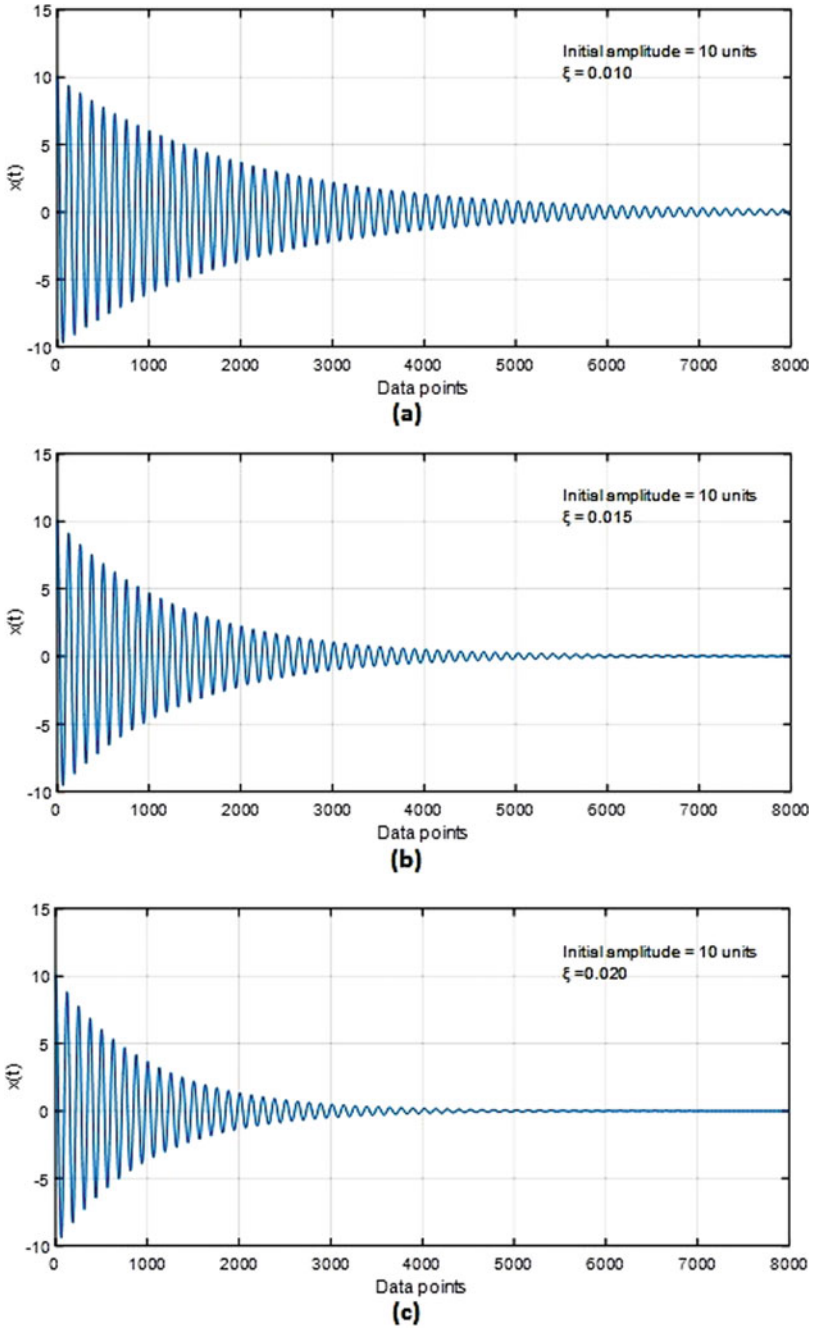 15
10
5
0
-5
-10
x(t)
Initial amplitude = 10 units
ξ = 0.010
0 1000 2000 3000 4000 5000 6000 7000 8000
Data points
(a)
15
10
5
0
-5
-10
x(t)
Initial amplitude = 10 units
ξ = 0.015
0 1000 2000 3000 4000 5000 6000 7000 8000
Data points
(b)
15
10
5
0
-5
-10
x(t)
Initial amplitude = 10 units
ξ =0.020
0 1000 2000 3000 4000 5000 6000 7000 8000
Data points
(c)